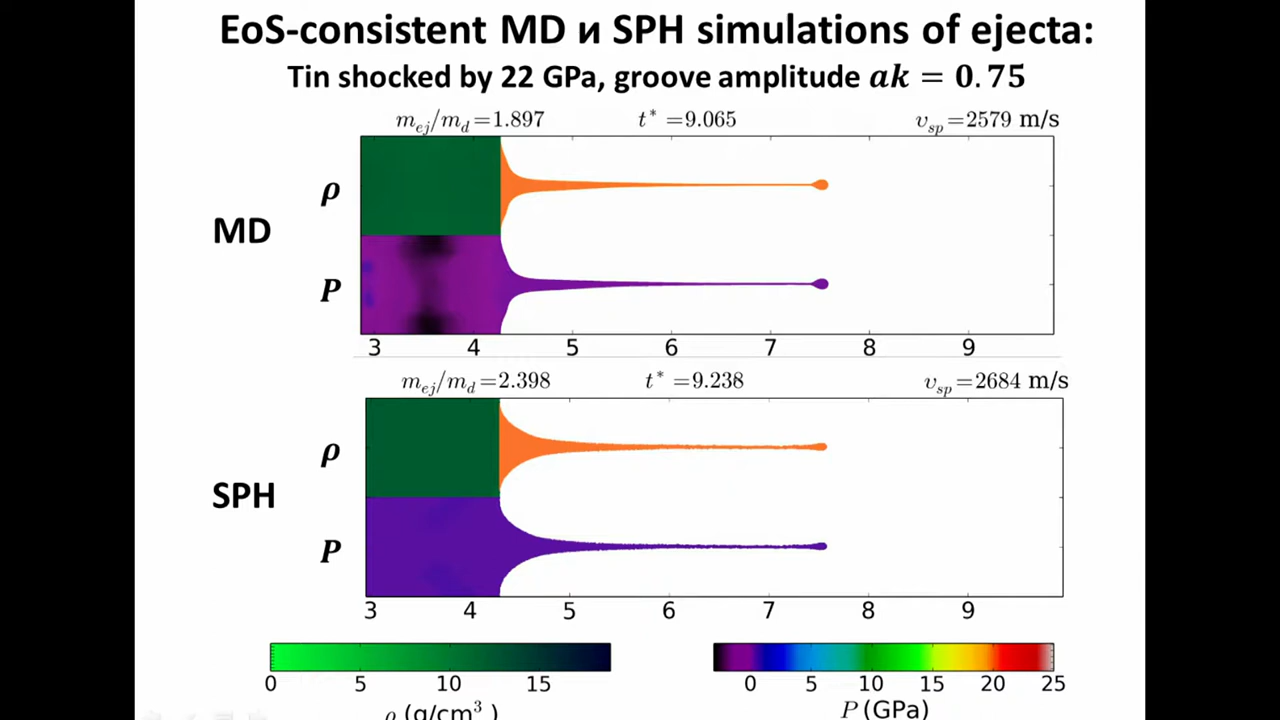 EoS-consistent MD и SPH simulations of ejecta:
Tin shocked by 22 GPa, groove amplitude ak = 0.75
m_ej/m_d=1.897 t*=9.065 υ_sp=2579 m/s
ρ
MD
P
3 4 5 6 7 8 9
m_ej/m_d=2.398 t*=9.238 υ_sp=2684 m/s
ρ
SPH
P
3 4 5 6 7 8 9
0 5 10 15
ρ (g/cm³)
0 5 10 15 20 25
P (GPa)